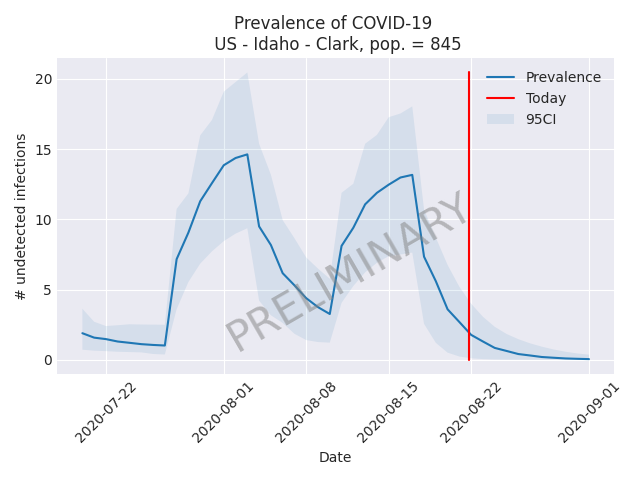 Prevalence of COVID-19
US - Idaho - Clark, pop. = 845
Prevalence
Today
95CI
PRELIMINARY
# undetected infections
20
15
10
5
0
2020-07-22
2020-08-01
2020-08-08
2020-08-15
2020-08-22
2020-09-01
Date